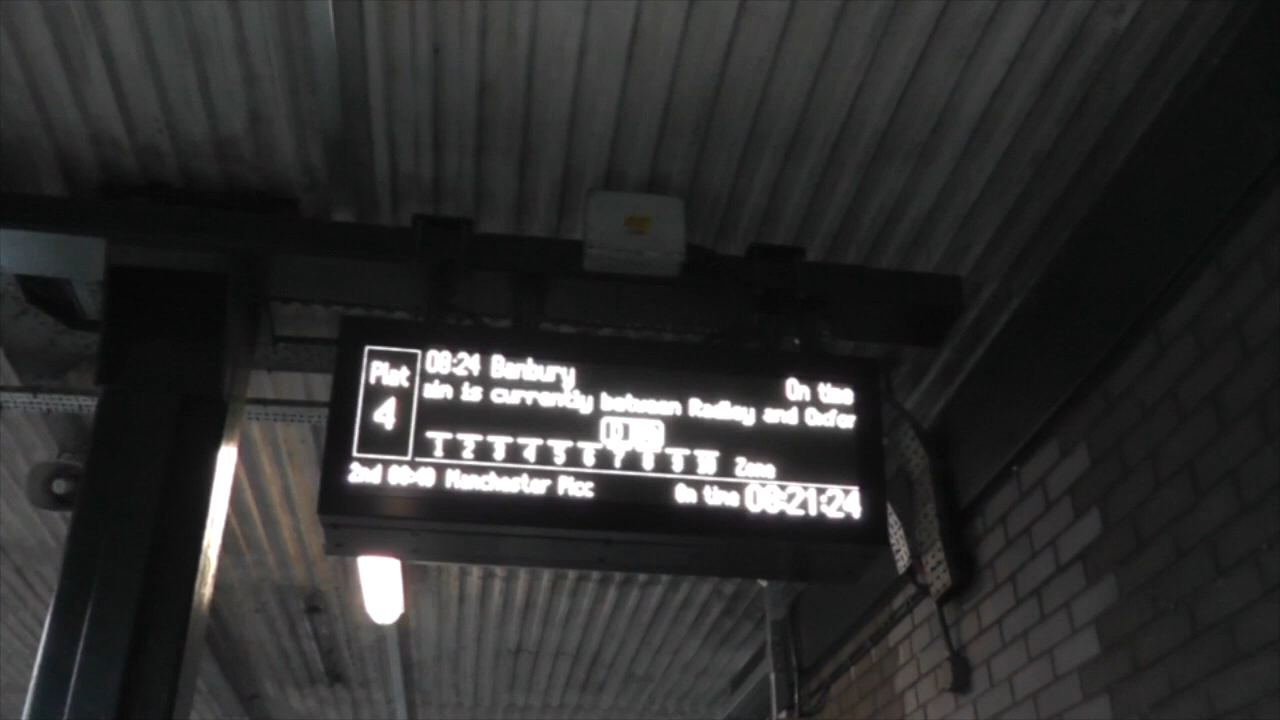 Plat
4
08:24 Banbury
On time
ain is currently between Radley and Oxfor
1 2 3 4 5 6 7 8 9 10 Zone
2nd 08:40 Manchester Picc On time 08:21:24